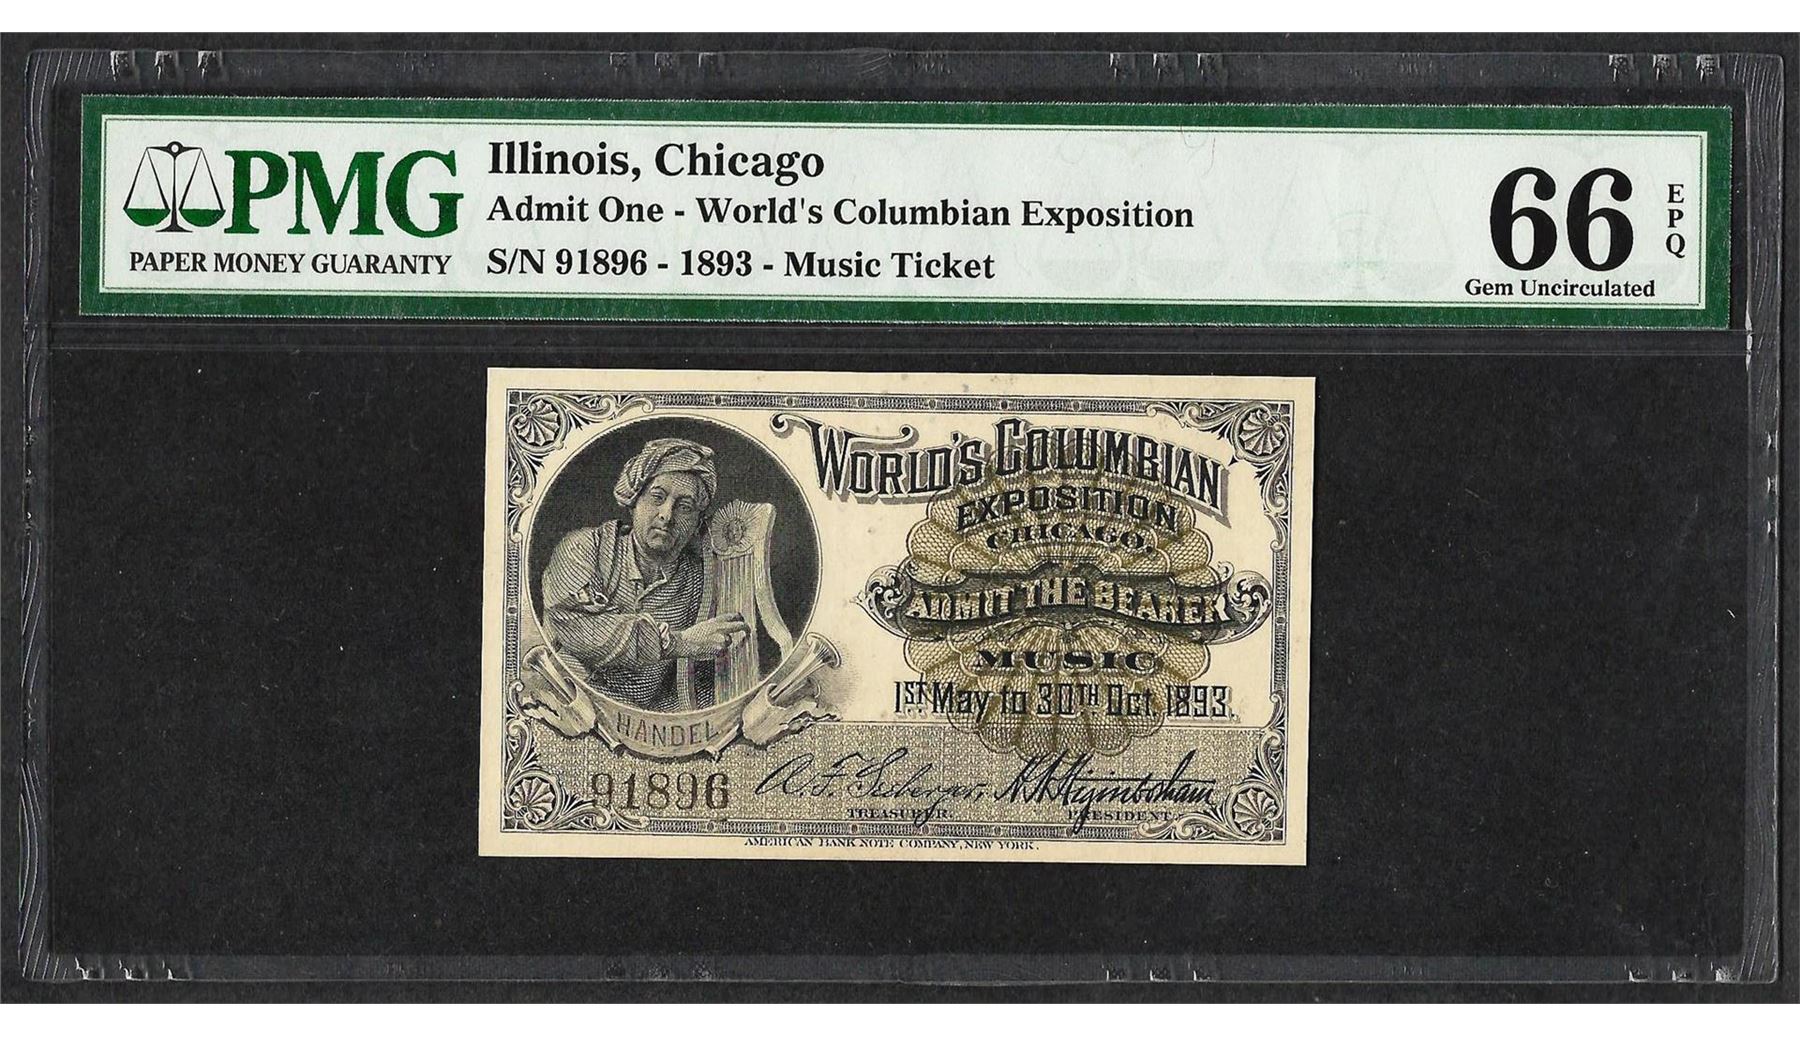 PMG
PAPER MONEY GUARANTY
Illinois, Chicago
Admit One - World's Columbian Exposition
S/N 91896 - 1893 - Music Ticket
66
EPQ
Gem Uncirculated
WORLD'S COLUMBIAN
EXPOSITION
CHICAGO,
ADMIT THE BEARER
MUSIC
1ST. May to 30TH Oct. 1893.
HANDEL
91896
A. F. Seeberger,
H N Higinbotham
TREASURER.
PRESIDENT.
AMERICAN BANK NOTE COMPANY, NEW YORK.